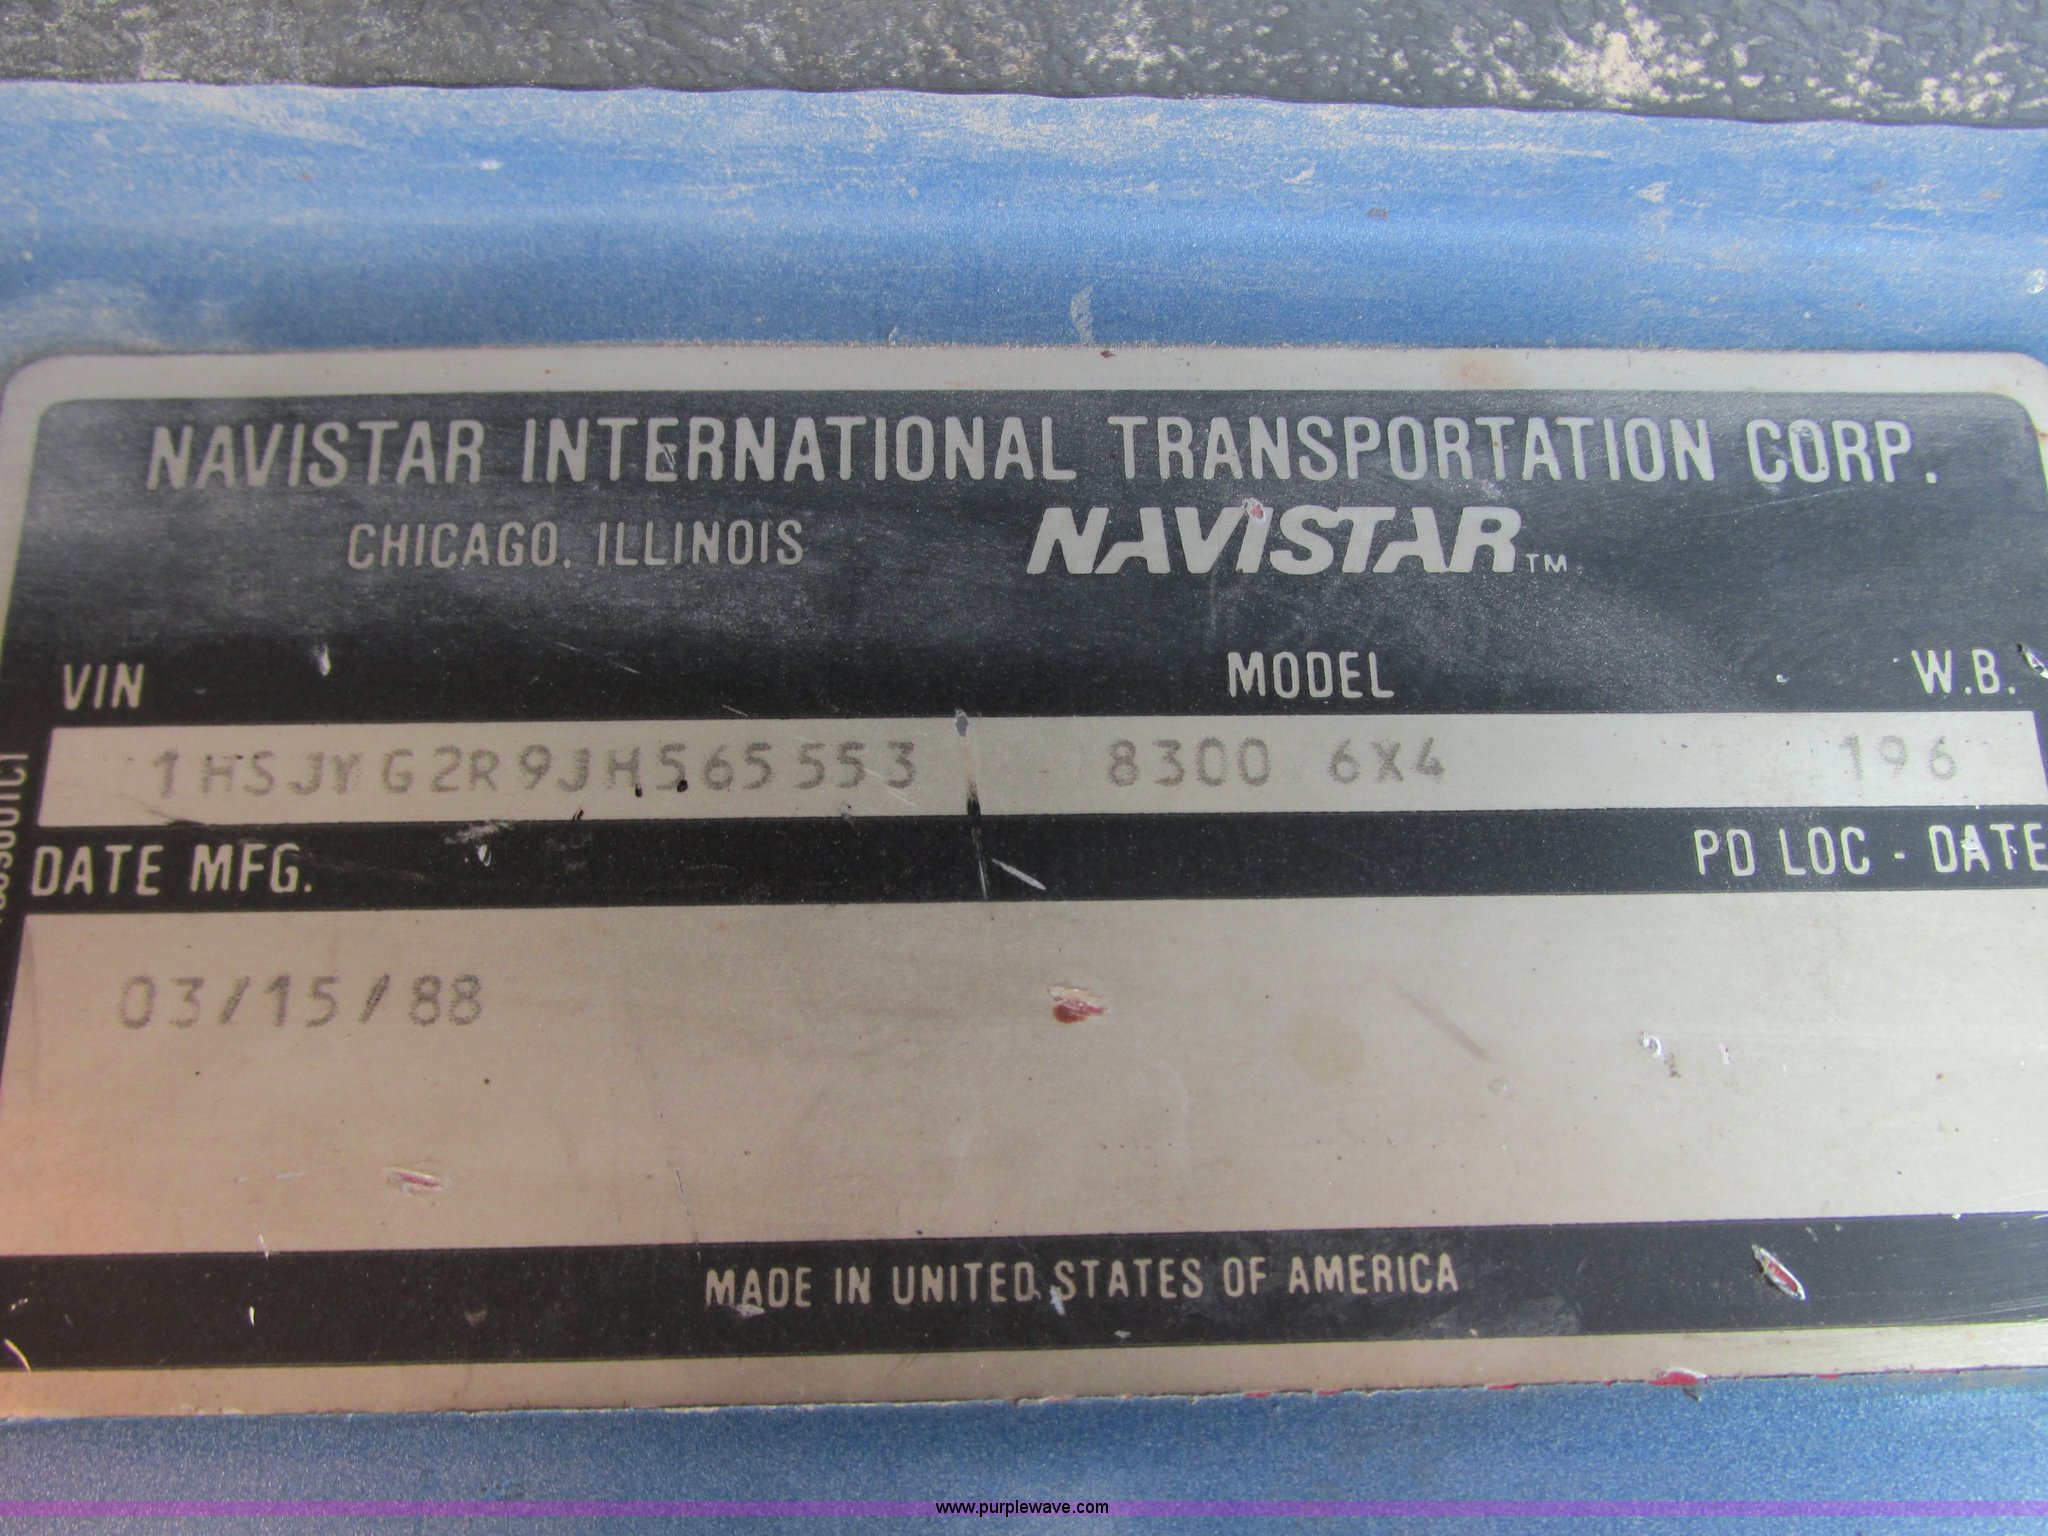 NAVISTAR INTERNATIONAL TRANSPORTATION CORP.
CHICAGO, ILLINOIS NAVISTAR™
VIN MODEL W.B.
1HSJYG2R9JH565553 8300 6X4 196
DATE MFG. PD LOC - DATE
03/15/88
MADE IN UNITED STATES OF AMERICA
www.purplewave.com